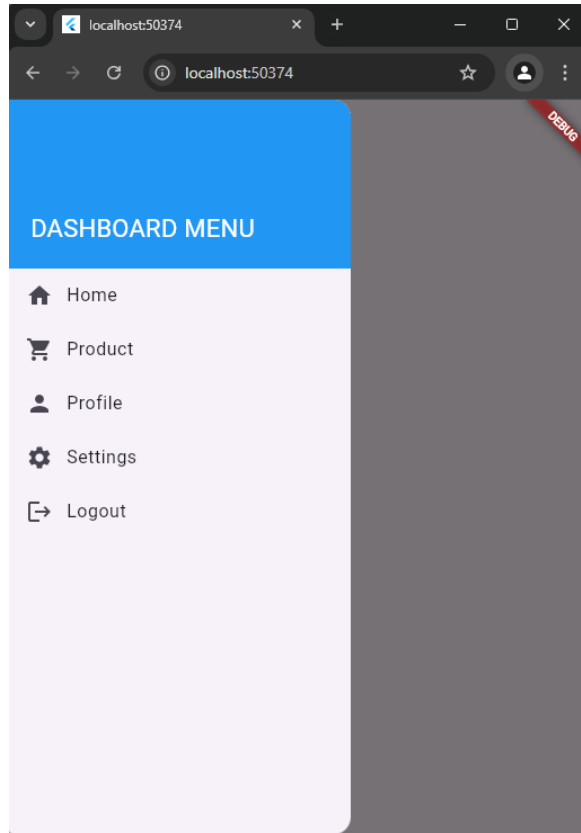 localhost:50374
localhost:50374
DEBUG
DASHBOARD MENU
Home
Product
Profile
Settings
Logout